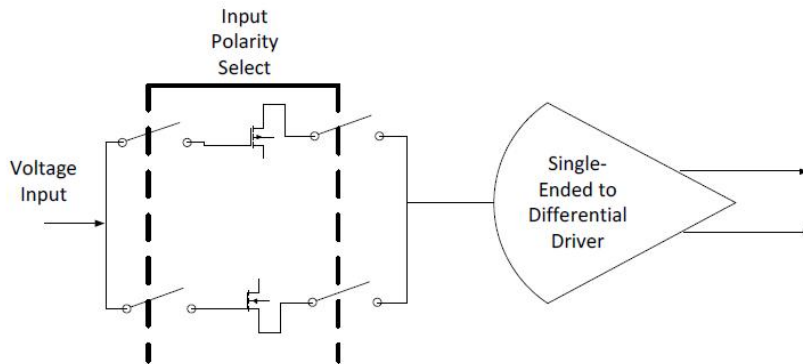 Input
Polarity
Select
Voltage
Input
Single-
Ended to
Differential
Driver